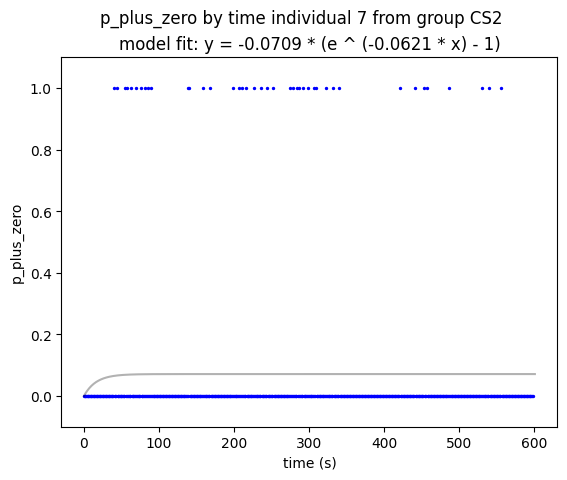 p_plus_zero by time individual 7 from group CS2
model fit: y = -0.0709 * (e ^ (-0.0621 * x) - 1)
1.0
0.8
0.6
0.4
0.2
0.0
p_plus_zero
0 100 200 300 400 500 600
time (s)